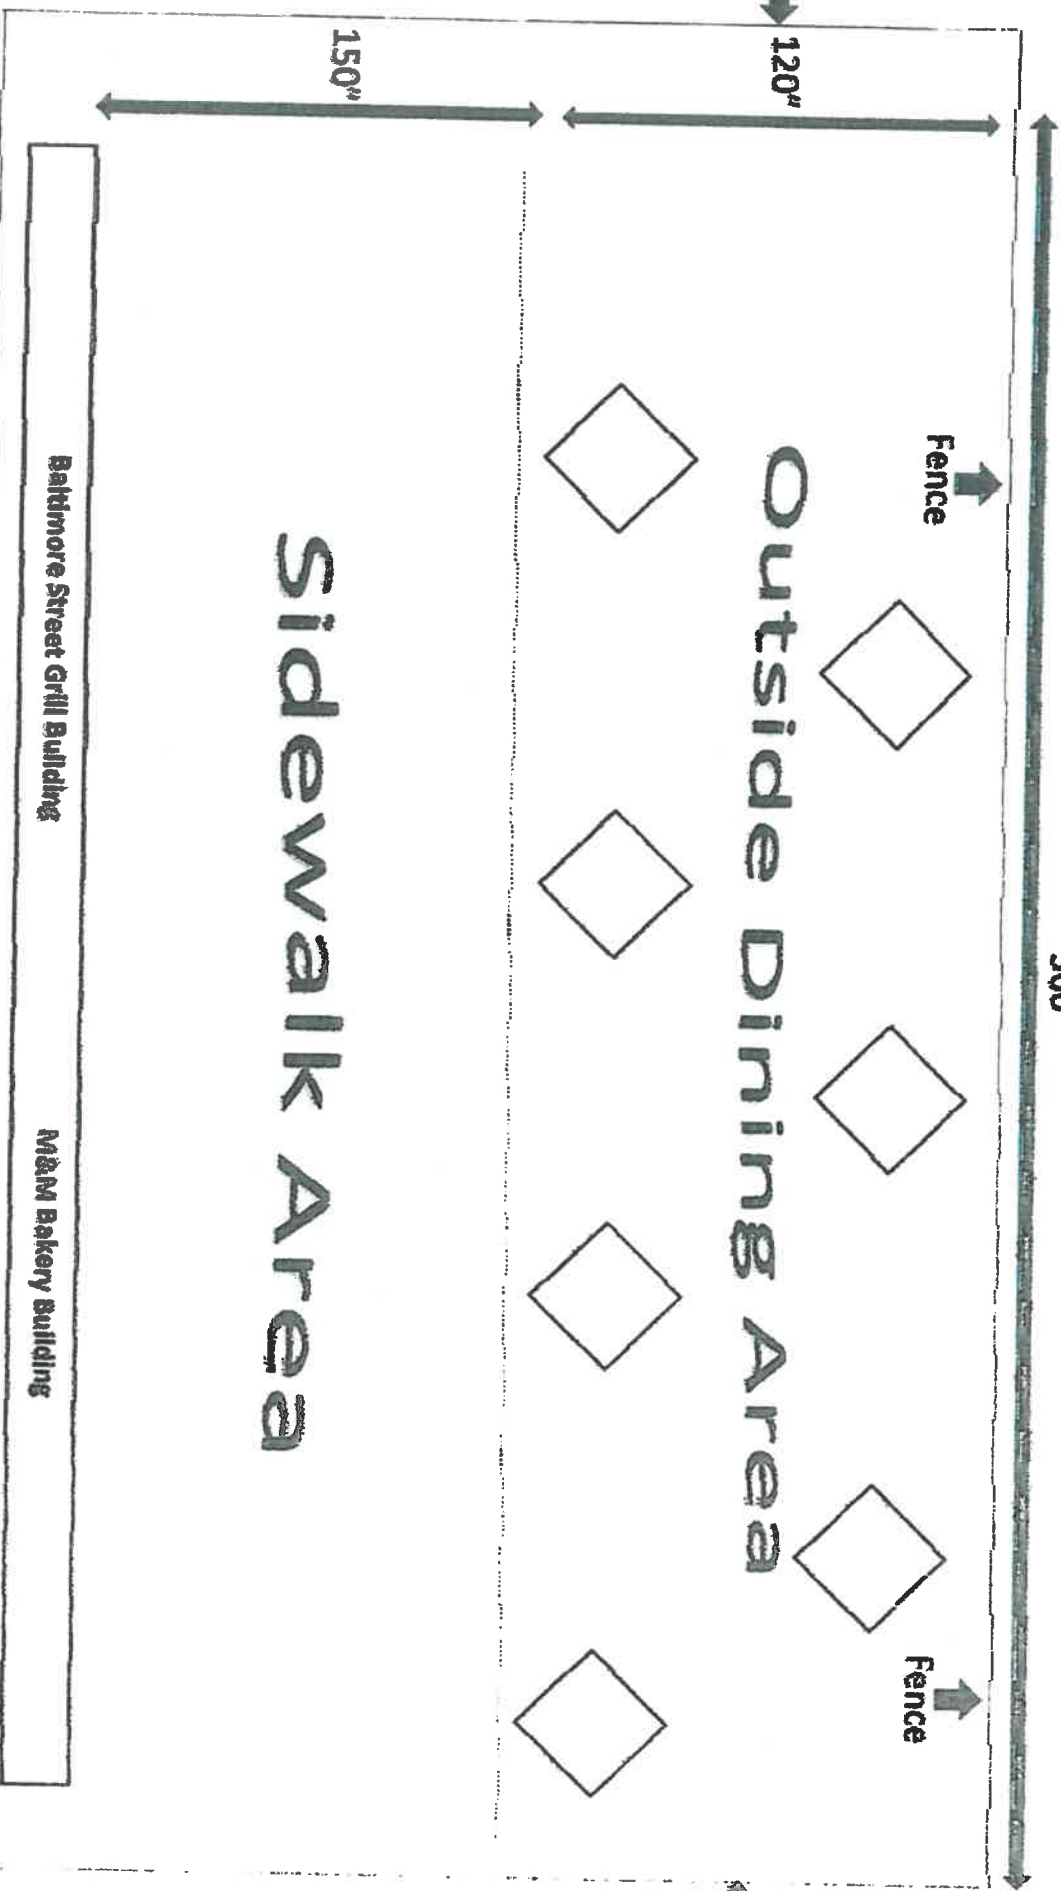 Fence
Fence
120"
Outside Dining Area
150"
Sidewalk Area
Baltimore Street Grill Building
M&M Bakery Building